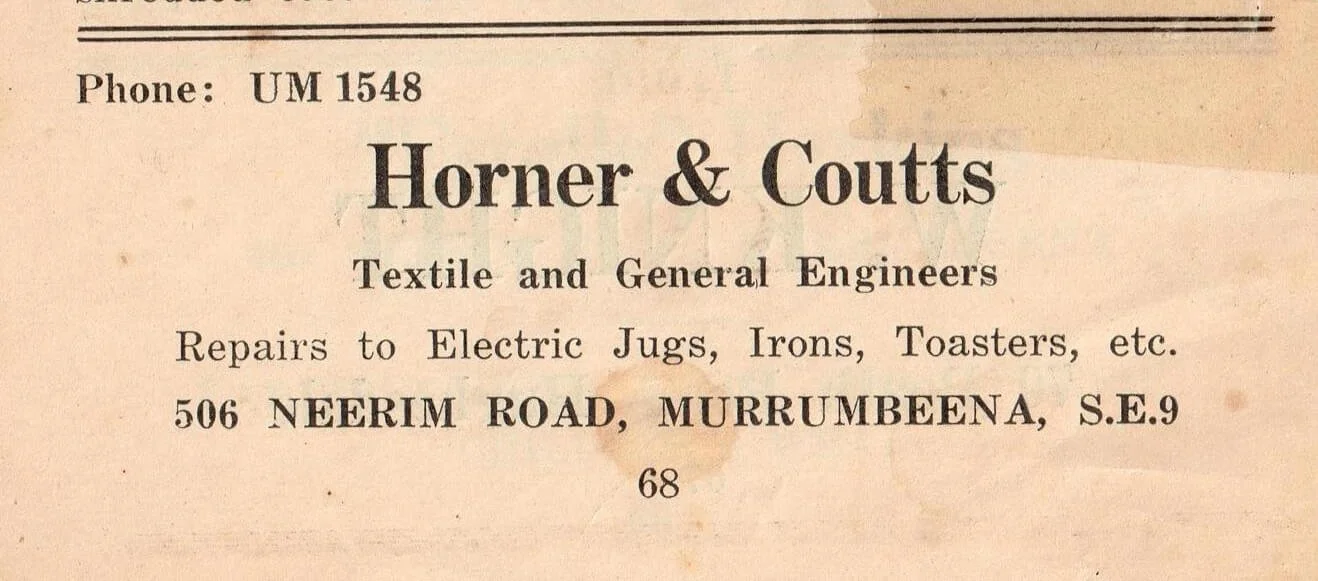 Phone: UM 1548
Horner & Coutts
Textile and General Engineers
Repairs to Electric Jugs, Irons, Toasters, etc.
506 NEERIM ROAD, MURRUMBEENA, S.E.9
68